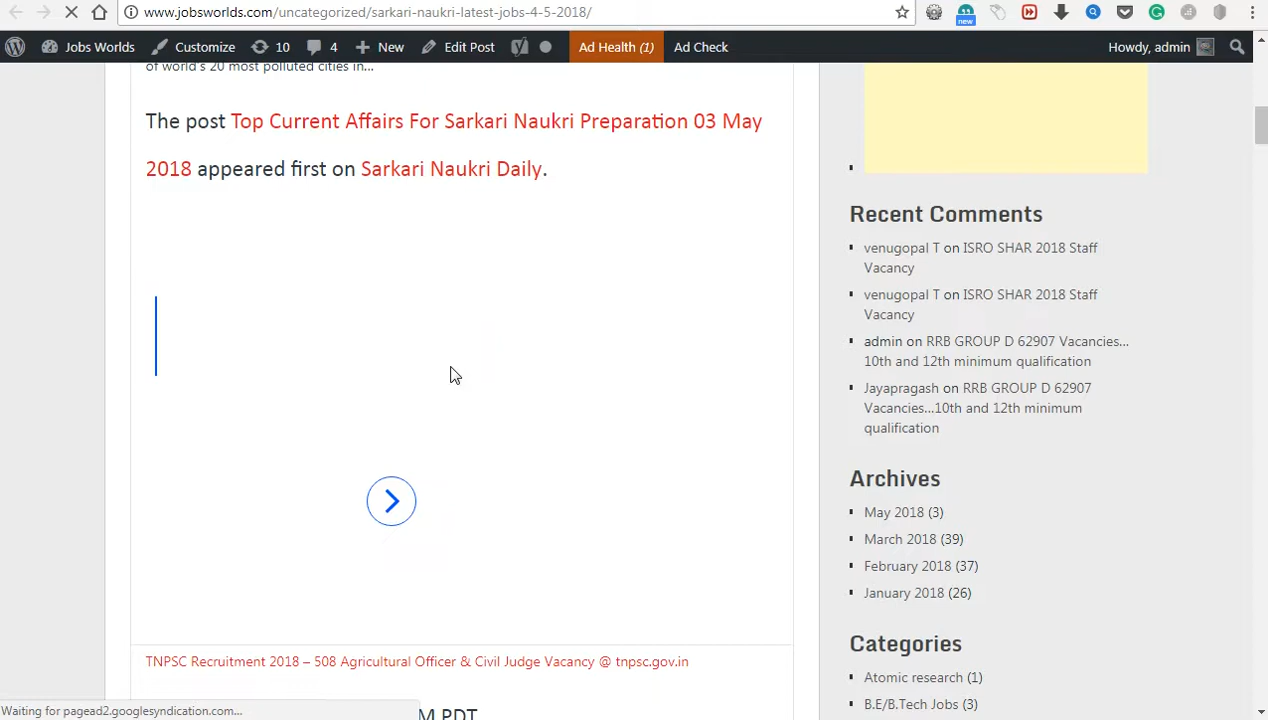 www.jobsworlds.com/uncategorized/sarkari-naukri-latest-jobs-4-5-2018/
new
Jobs Worlds Customize 10 4 New Edit Post Ad Health (1) Ad Check Howdy, admin
of world's 20 most polluted cities in...
The post Top Current Affairs For Sarkari Naukri Preparation 03 May
2018 appeared first on Sarkari Naukri Daily.
TNPSC Recruitment 2018 – 508 Agricultural Officer & Civil Judge Vacancy @ tnpsc.gov.in
M PDT
Waiting for pagead2.googlesyndication.com...
Recent Comments
venugopal T on ISRO SHAR 2018 Staff
Vacancy
venugopal T on ISRO SHAR 2018 Staff
Vacancy
admin on RRB GROUP D 62907 Vacancies...
10th and 12th minimum qualification
Jayapragash on RRB GROUP D 62907
Vacancies...10th and 12th minimum
qualification
Archives
May 2018 (3)
March 2018 (39)
February 2018 (37)
January 2018 (26)
Categories
Atomic research (1)
B.E/B.Tech Jobs (3)